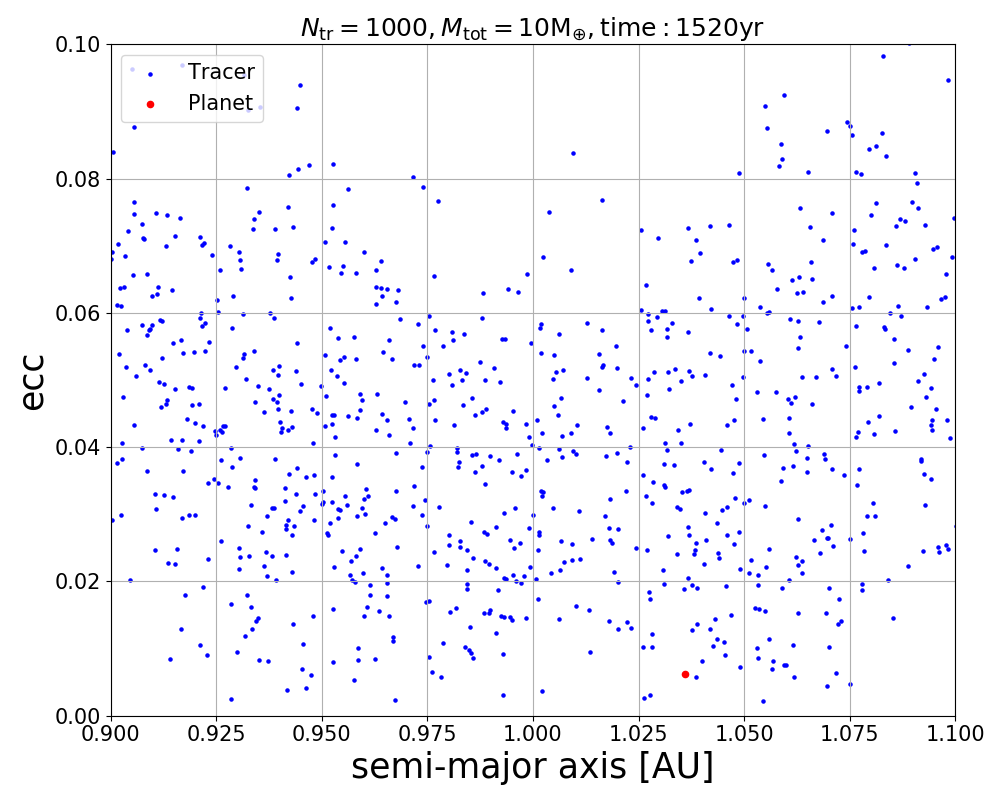 N_tr = 1000, M_tot = 10M_⊕, time : 1520yr
Tracer
Planet
ecc
0.10
0.08
0.06
0.04
0.02
0.00
0.900 0.925 0.950 0.975 1.000 1.025 1.050 1.075 1.100
semi-major axis [AU]